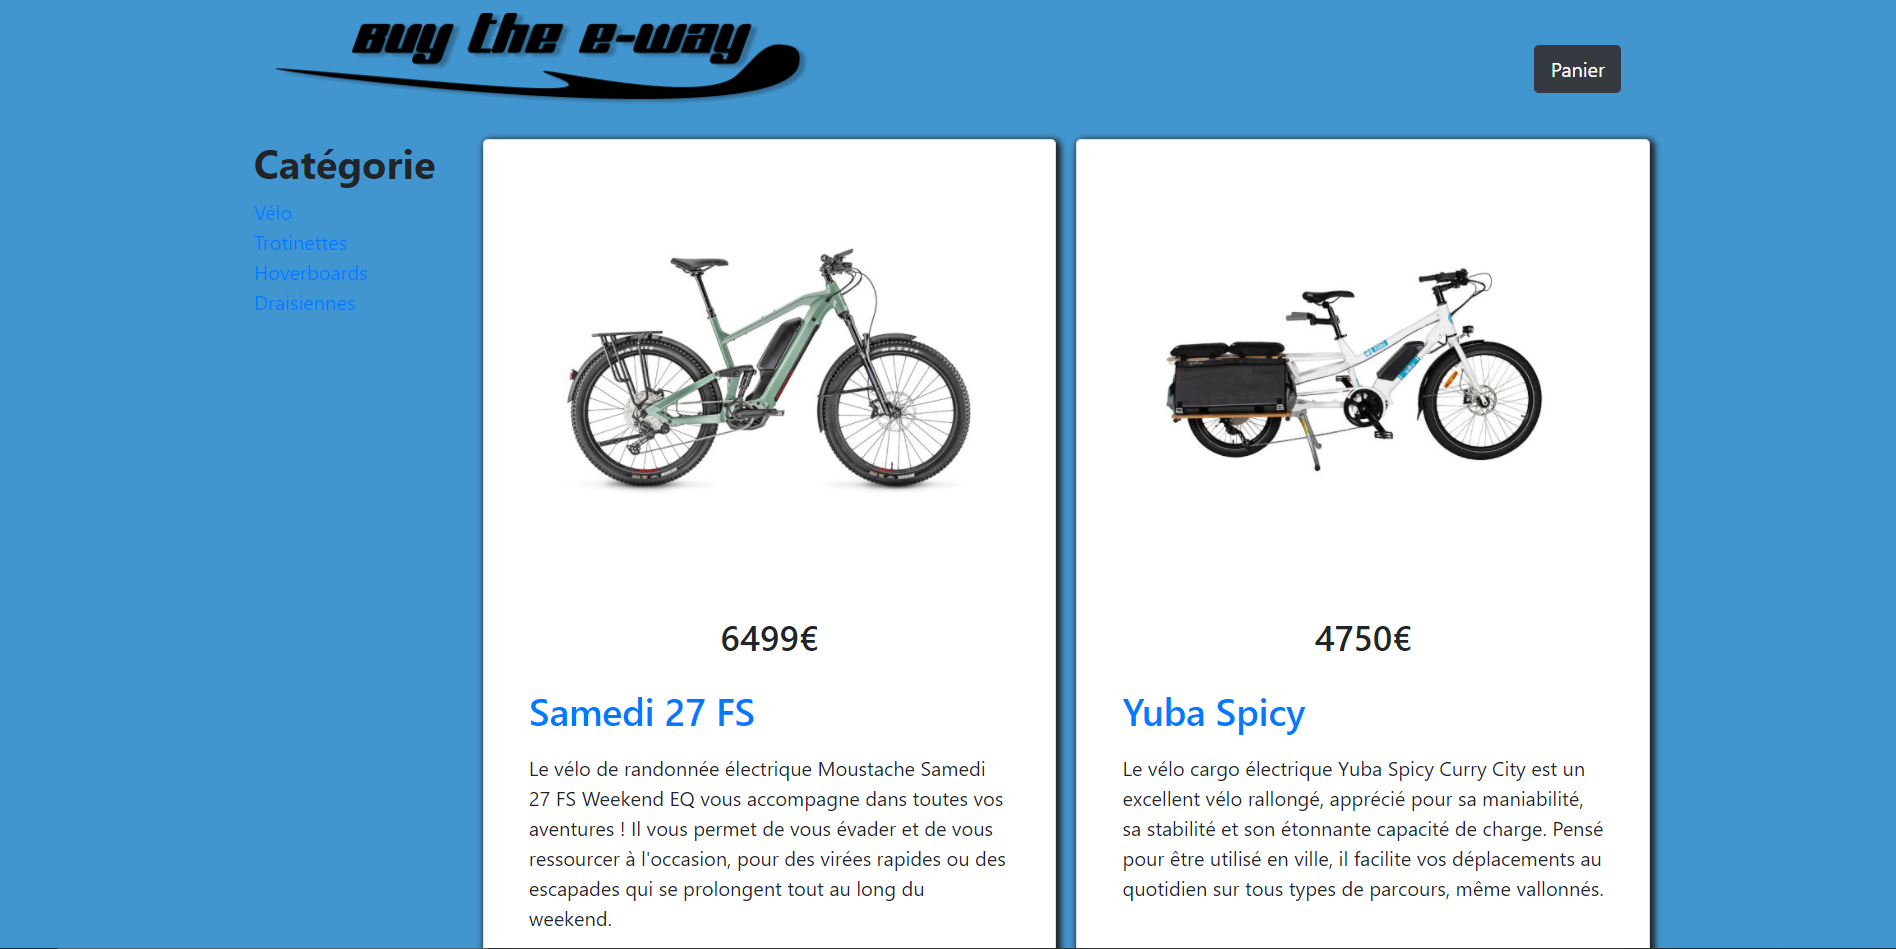 Buy the e-way
Panier
Catégorie
Vélo
Trotinettes
Hoverboards
Draisiennes
6499€
Samedi 27 FS
Le vélo de randonnée électrique Moustache Samedi
27 FS Weekend EQ vous accompagne dans toutes vos
aventures ! Il vous permet de vous évader et de vous
ressourcer à l'occasion, pour des virées rapides ou des
escapades qui se prolongent tout au long du
weekend.
4750€
Yuba Spicy
Le vélo cargo électrique Yuba Spicy Curry City est un
excellent vélo rallongé, apprécié pour sa maniabilité,
sa stabilité et son étonnante capacité de charge. Pensé
pour être utilisé en ville, il facilite vos déplacements au
quotidien sur tous types de parcours, même vallonnés.